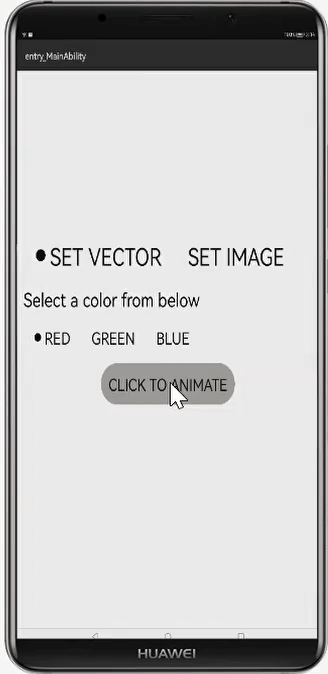 entry_MainAbility
SET VECTOR SET IMAGE
Select a color from below
RED GREEN BLUE
CLICK TO ANIMATE
HUAWEI